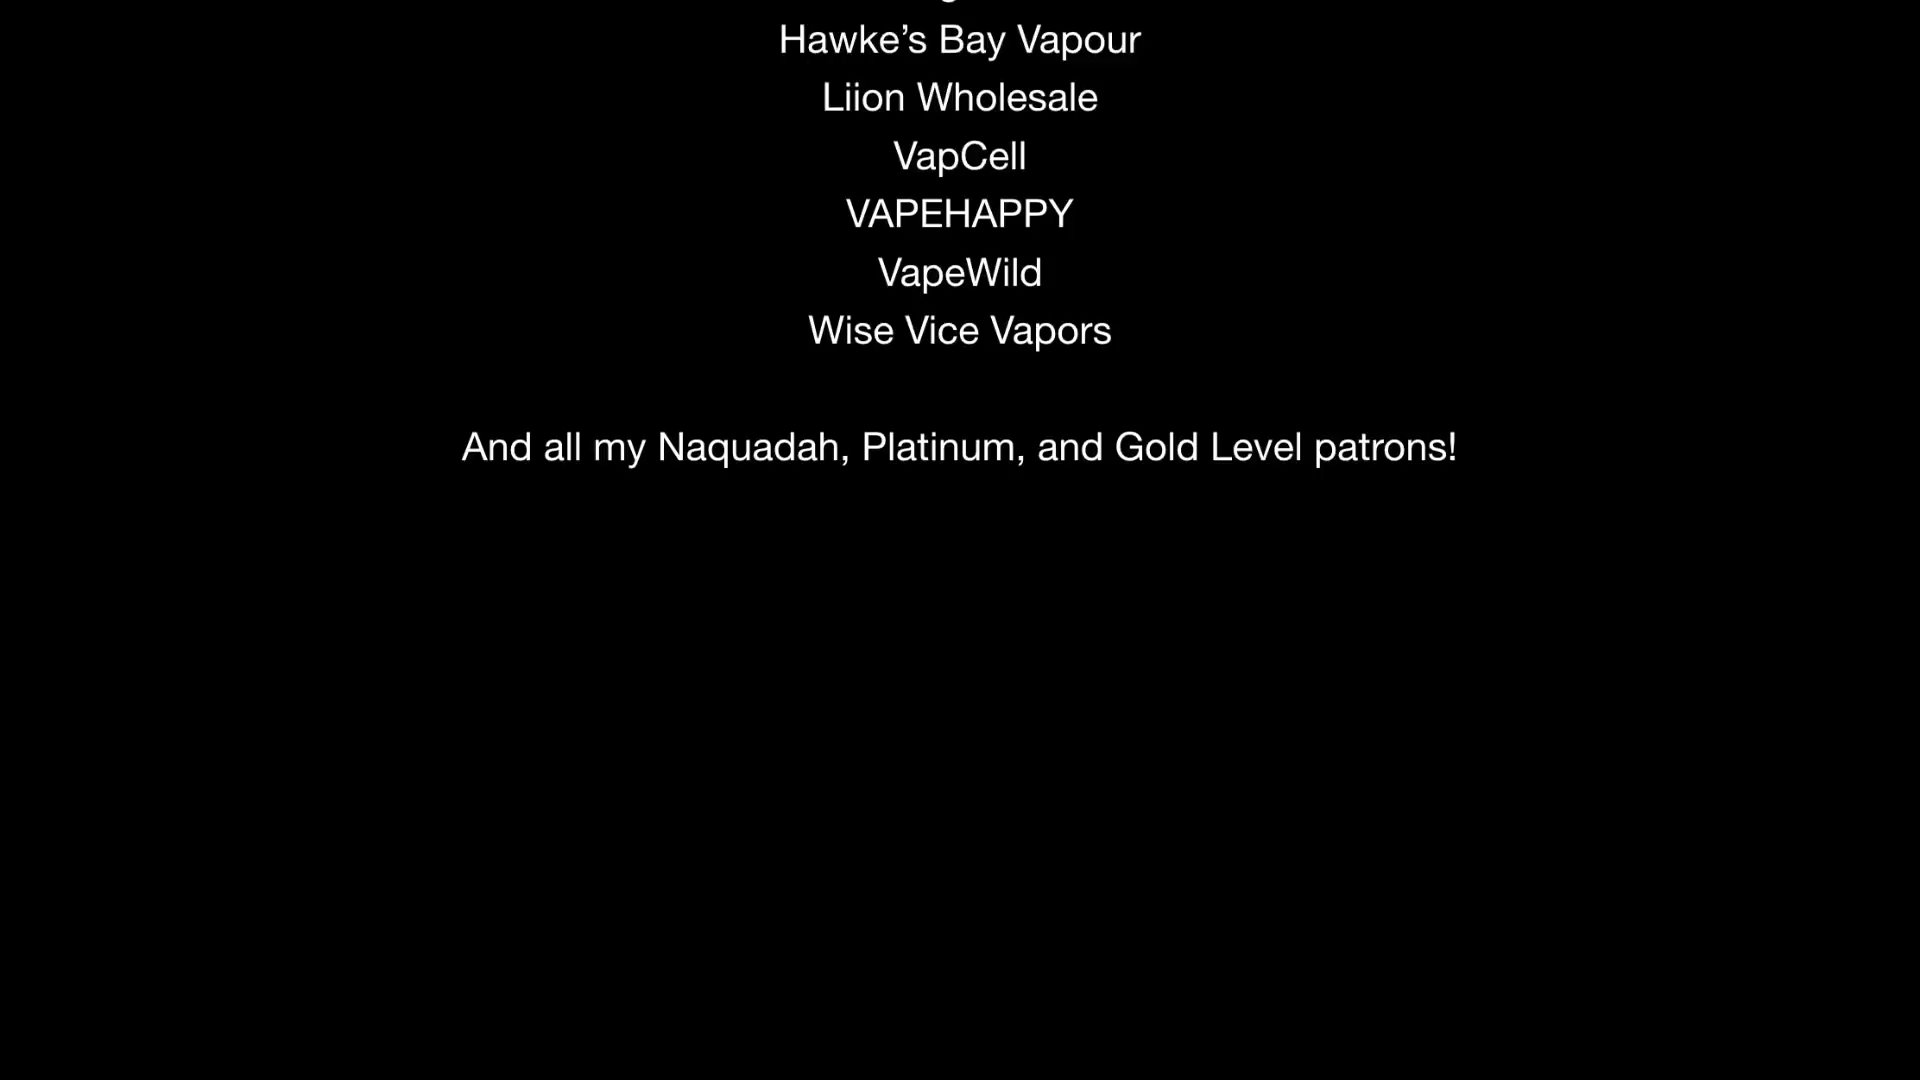 Hawke’s Bay Vapour
Liion Wholesale
VapCell
VAPEHAPPY
VapeWild
Wise Vice Vapors
And all my Naquadah, Platinum, and Gold Level patrons!